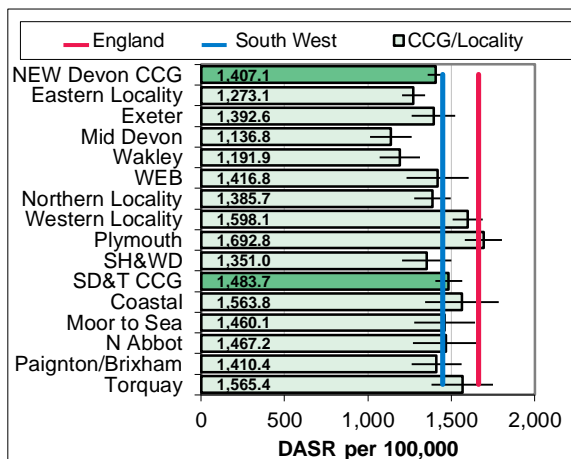 England South West CCG/Locality
NEW Devon CCG 1,407.1
Eastern Locality 1,273.1
Exeter 1,392.6
Mid Devon 1,136.8
Wakley 1,191.9
WEB 1,416.8
Northern Locality 1,385.7
Western Locality 1,598.1
Plymouth 1,692.8
SH&WD 1,351.0
SD&T CCG 1,483.7
Coastal 1,563.8
Moor to Sea 1,460.1
N Abbot 1,467.2
Paignton/Brixham 1,410.4
Torquay 1,565.4
0 500 1,000 1,500 2,000
DASR per 100,000